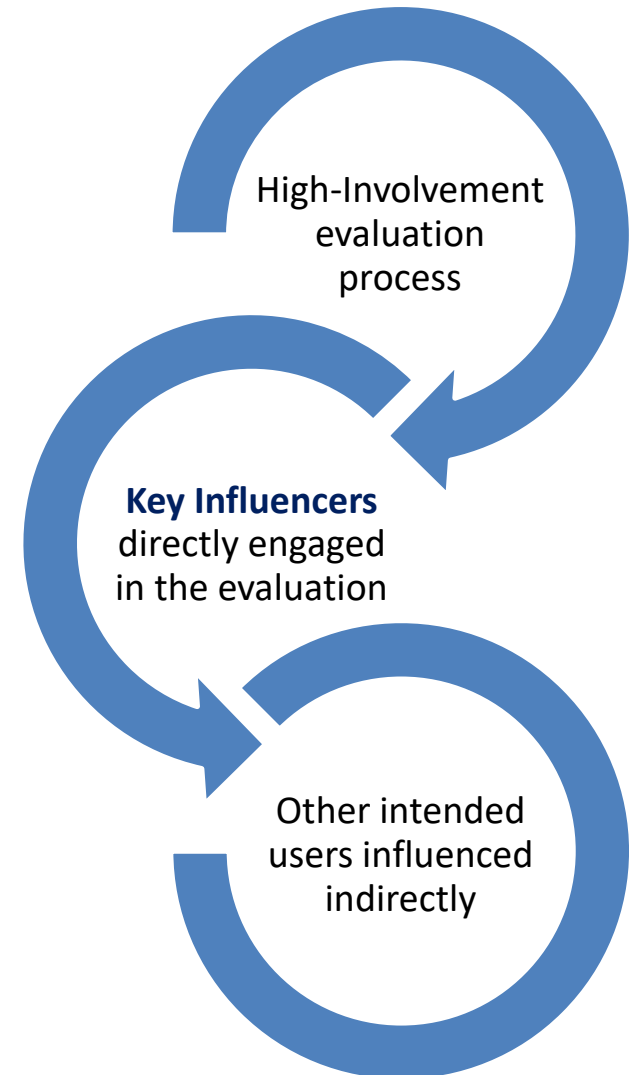 High-Involvement
evaluation
process
Key Influencers
directly engaged
in the evaluation
Other intended
users influenced
indirectly